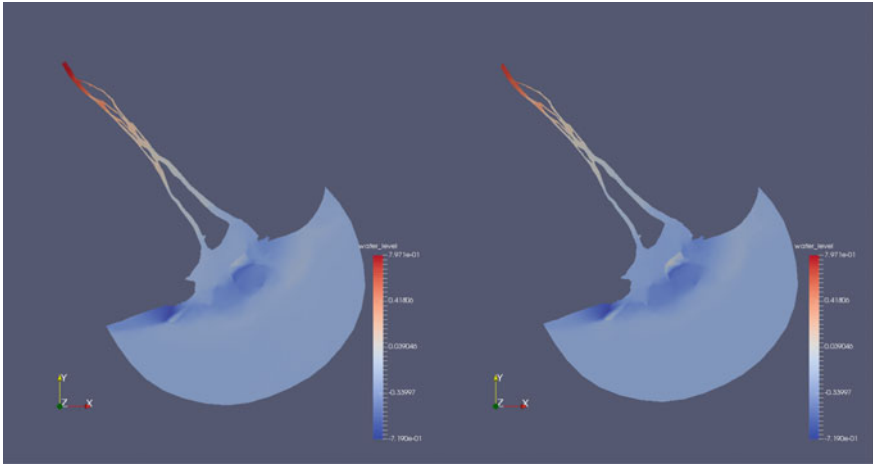 water_level
7.971e-01
0.41806
0.039046
-0.33997
-7.190e-01
Y
Z X
water_level
7.971e-01
0.41806
0.039046
-0.33997
-7.190e-01
Y
Z X